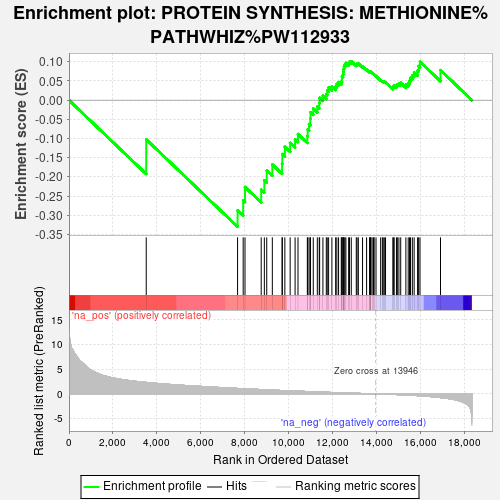 Enrichment plot: PROTEIN SYNTHESIS: METHIONINE%
PATHWHIZ%PW112933
Enrichment score (ES)
0.10
0.05
0.00
-0.05
-0.10
-0.15
-0.20
-0.25
-0.30
-0.35
'na_pos' (positively correlated)
Ranked list metric (PreRanked)
15
10
5
0
-5
Zero cross at 13946
'na_neg' (negatively correlated)
0 2,000 4,000 6,000 8,000 10,000 12,000 14,000 16,000 18,000
Rank in Ordered Dataset
Enrichment profile Hits Ranking metric scores